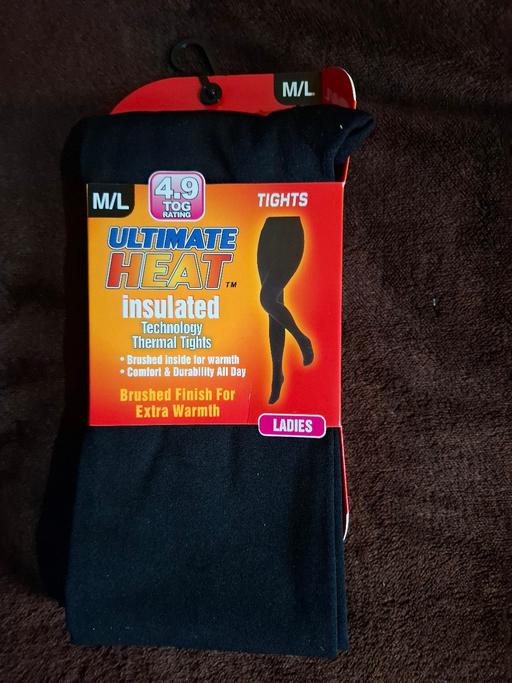 M/L
M/L
4.9
TOG
RATING
TIGHTS
ULTIMATE
HEAT™
insulated
Technology
Thermal Tights
• Brushed Inside for warmth
• Comfort & Durability All Day
Brushed Finish For
Extra Warmth
LADIES